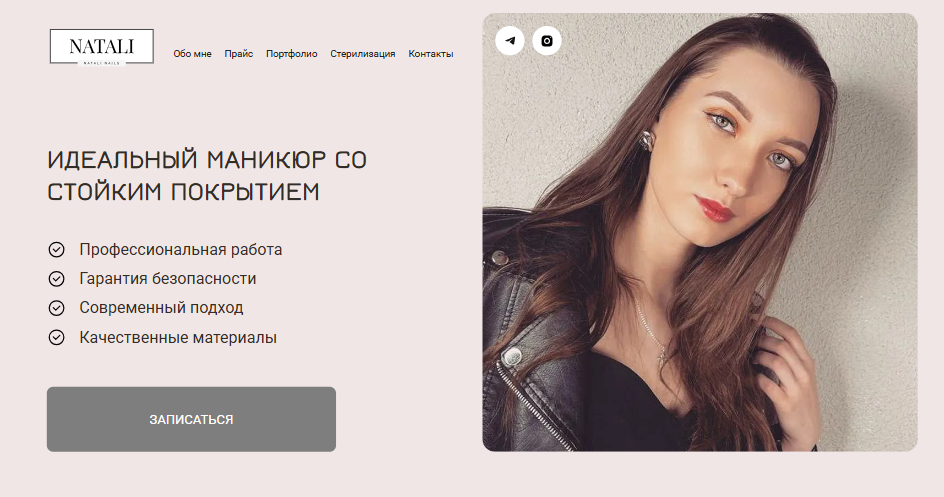 NATALI
NATALI NAILS
Обо мне Прайс Портфолио Стерилизация Контакты
ИДЕАЛЬНЫЙ МАНИКЮР СО
СТОЙКИМ ПОКРЫТИЕМ
Профессиональная работа
Гарантия безопасности
Современный подход
Качественные материалы
ЗАПИСАТЬСЯ